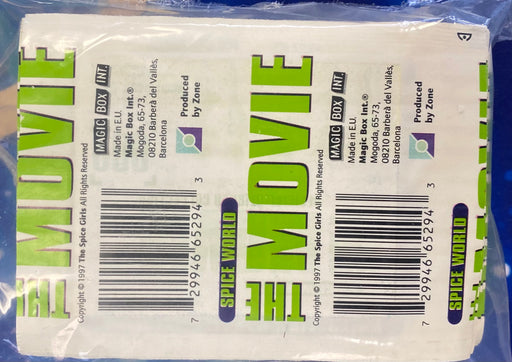 THE MOVIE
SPICE WORLD
Copyright © 1997 The Spice Girls All Rights Reserved
MAGIC BOX INT.
Made in E.U.
Magic Box Int.®
Mogoda, 65-73,
08210 Barberà del Vallès,
Barcelona
Produced
by Zone
7 29946 65294 3
THE MOVIE
SPICE WORLD
Copyright © 1997 The Spice Girls All Rights Reserved
MAGIC BOX INT.
Made in E.U.
Magic Box Int.®
Mogoda, 65-73,
08210 Barberà del Vallès,
Barcelona
Produced
by Zone
7 29946 65294 3